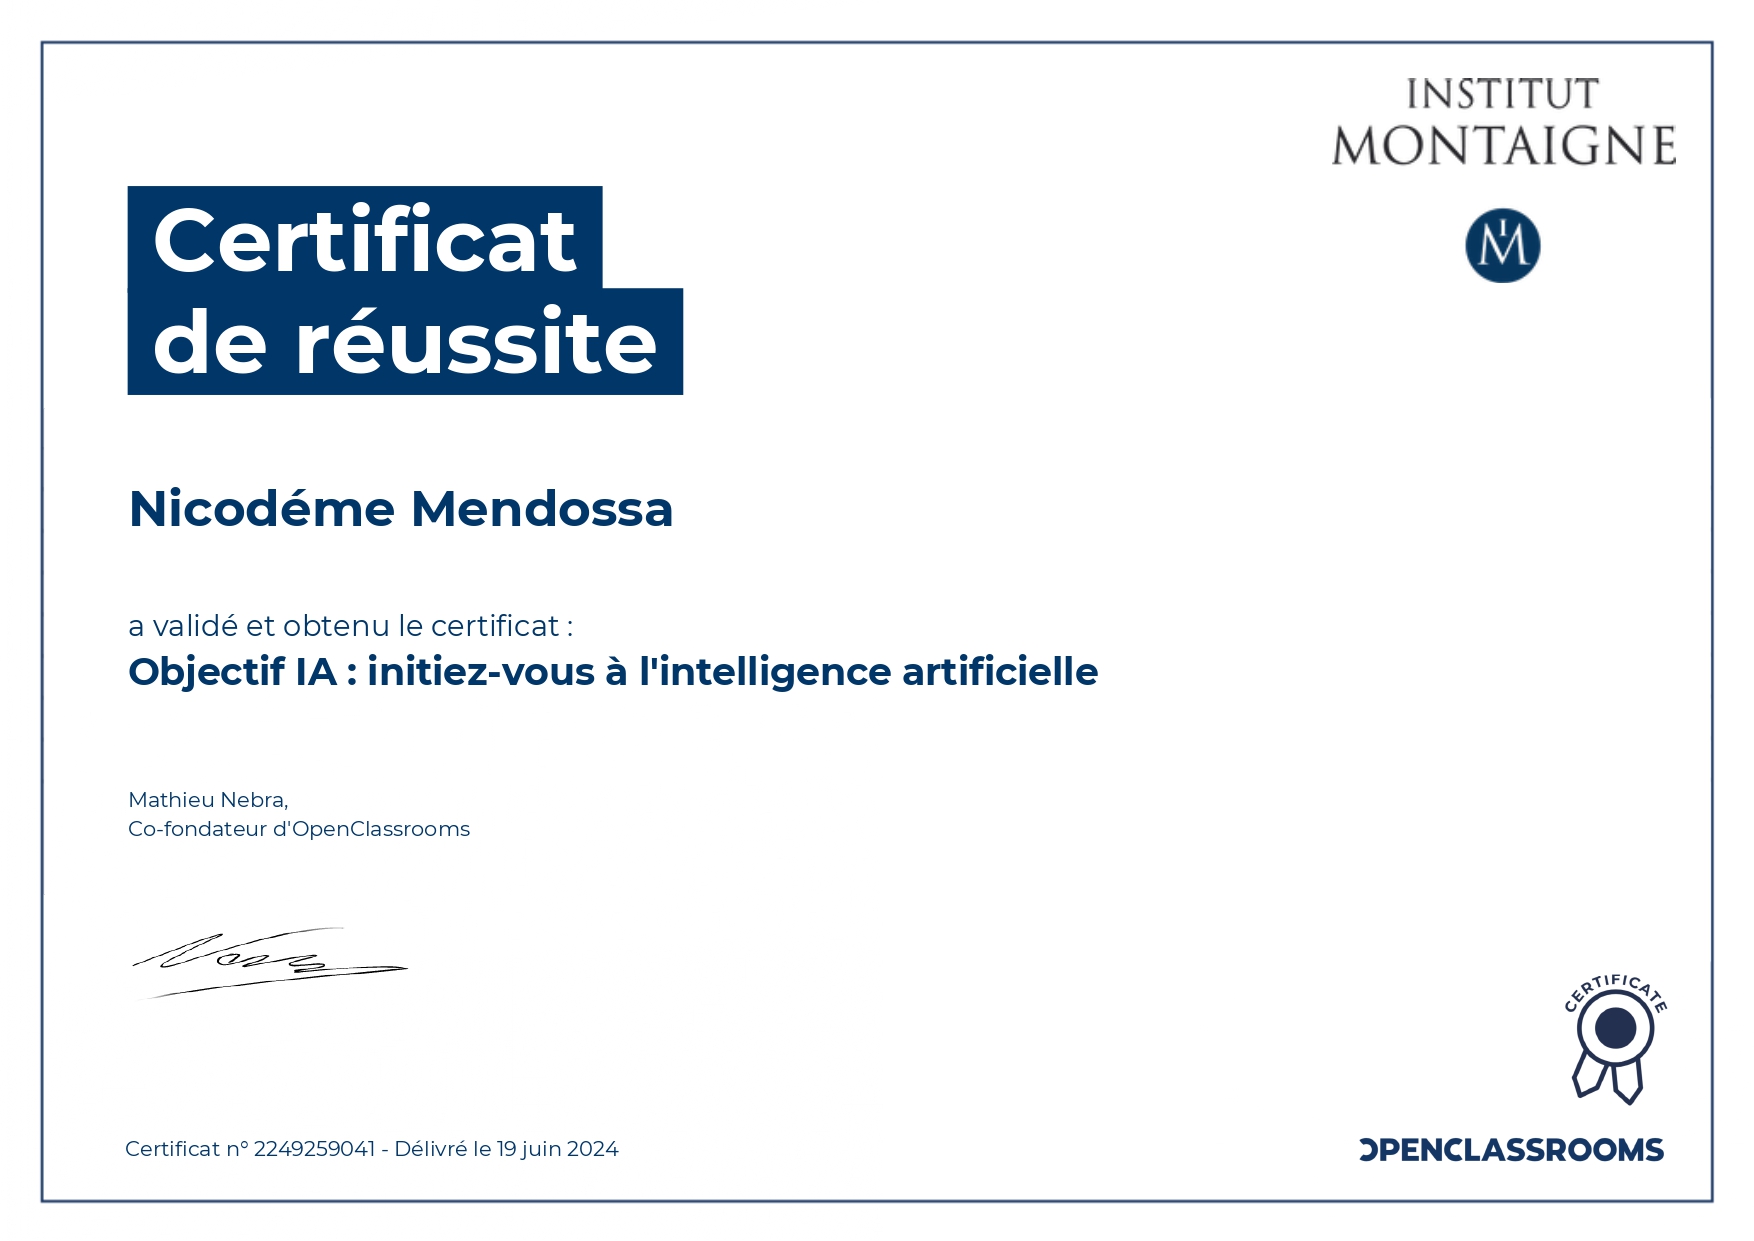 INSTITUT
MONTAIGNE
IM
Certificat
de réussite
Nicodéme Mendossa
a validé et obtenu le certificat :
Objectif IA : initiez-vous à l'intelligence artificielle
Mathieu Nebra,
Co-fondateur d'OpenClassrooms
CERTIFICATE
Certificat n° 2249259041 - Délivré le 19 juin 2024
OPENCLASSROOMS